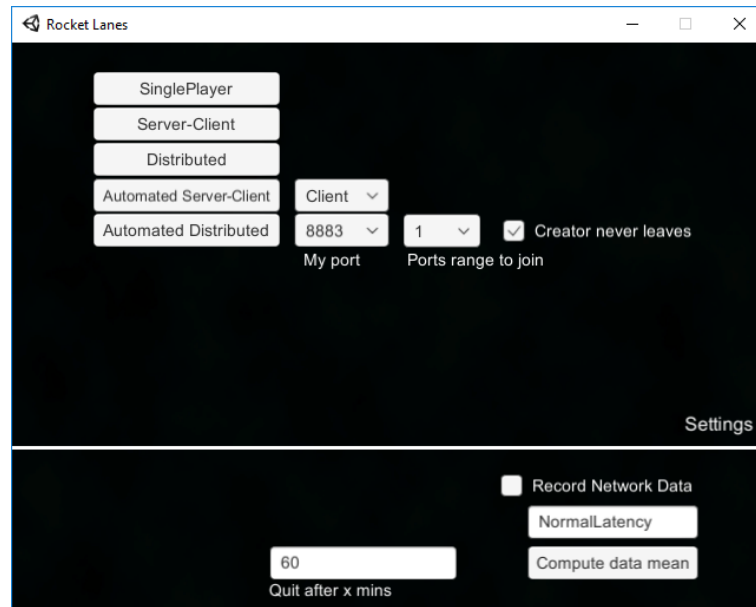 Rocket Lanes
SinglePlayer
Server-Client
Distributed
Automated Server-Client Client
Automated Distributed 8883 1 Creator never leaves
My port Ports range to join
Settings
Record Network Data
NormalLatency
60 Compute data mean
Quit after x mins